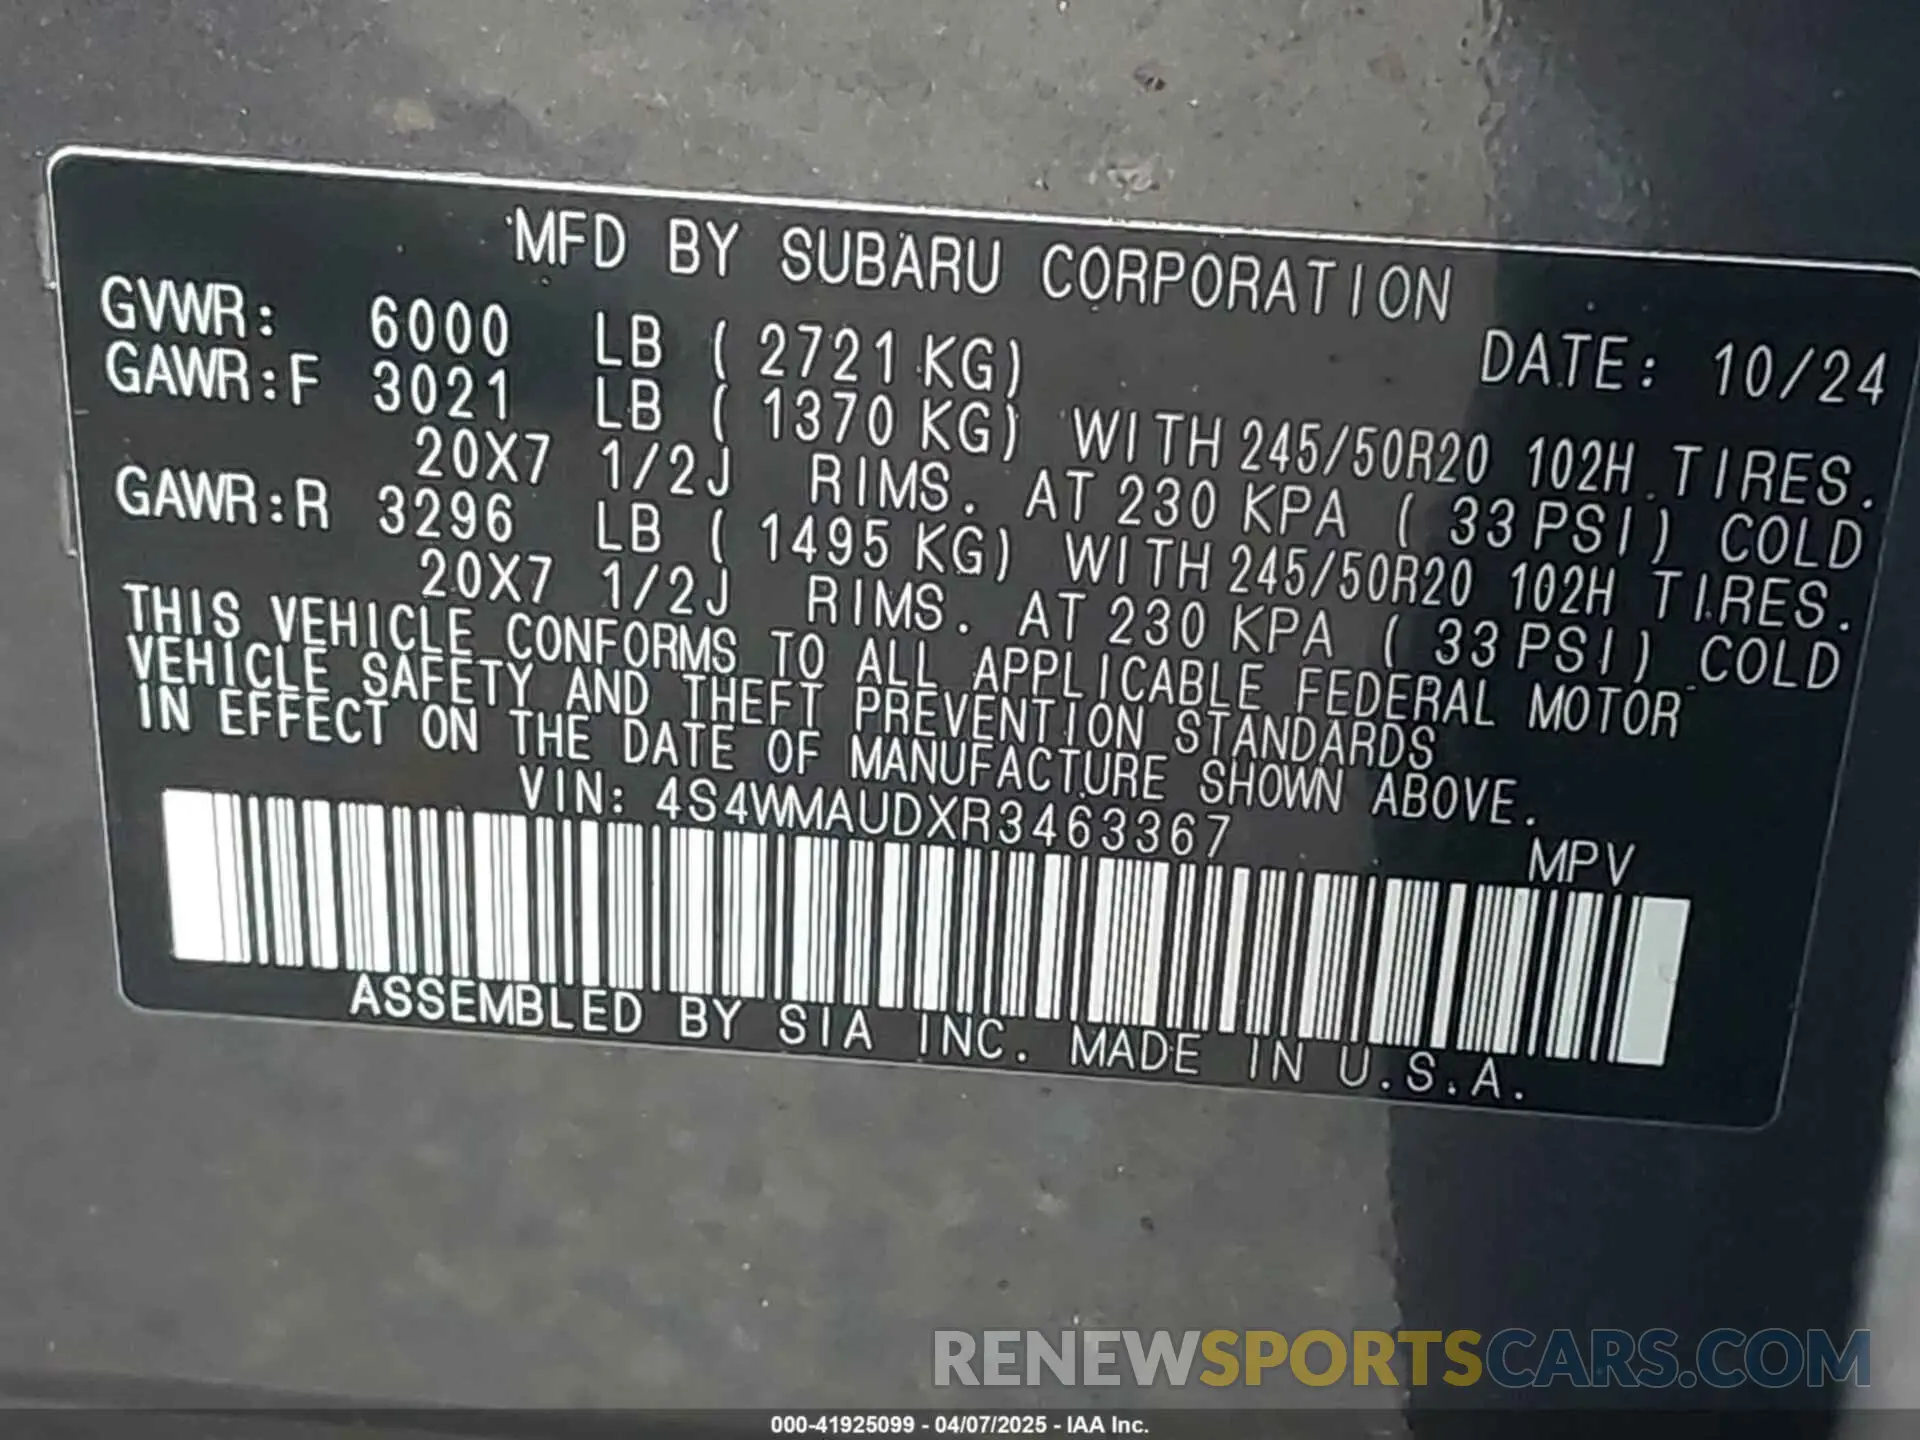 MFD BY SUBARU CORPORATION
GVWR: 6000 LB ( 2721 KG) DATE: 10/24
GAWR:F 3021 LB ( 1370 KG) WITH 245/50R20 102H TIRES.
20X7 1/2J RIMS. AT 230 KPA ( 33 PSI) COLD
GAWR:R 3296 LB ( 1495 KG) WITH 245/50R20 102H TIRES.
20X7 1/2J RIMS. AT 230 KPA ( 33 PSI) COLD
THIS VEHICLE CONFORMS TO ALL APPLICABLE FEDERAL MOTOR
VEHICLE SAFETY AND THEFT PREVENTION STANDARDS
IN EFFECT ON THE DATE OF MANUFACTURE SHOWN ABOVE.
VIN: 4S4WMAUDXR3463367
MPV
ASSEMBLED BY SIA INC. MADE IN U.S.A.
RENEWSPORTSCARS.COM
000-41925099 - 04/07/2025 - IAA Inc.